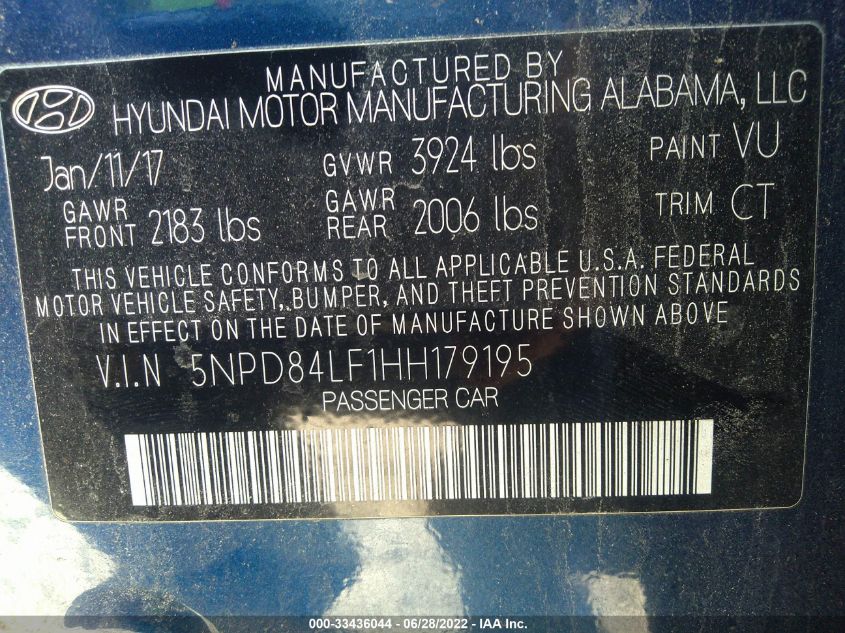 MANUFACTURED BY
HYUNDAI MOTOR MANUFACTURING ALABAMA, LLC
Jan/11/17 GVWR 3924 lbs PAINT VU
GAWR FRONT 2183 lbs GAWR REAR 2006 lbs TRIM CT
THIS VEHICLE CONFORMS TO ALL APPLICABLE U.S.A. FEDERAL
MOTOR VEHICLE SAFETY, BUMPER, AND THEFT PREVENTION STANDARDS
IN EFFECT ON THE DATE OF MANUFACTURE SHOWN ABOVE
V.I.N 5NPD84LF1HH179195
PASSENGER CAR
000-33436044 - 06/28/2022 - IAA Inc.